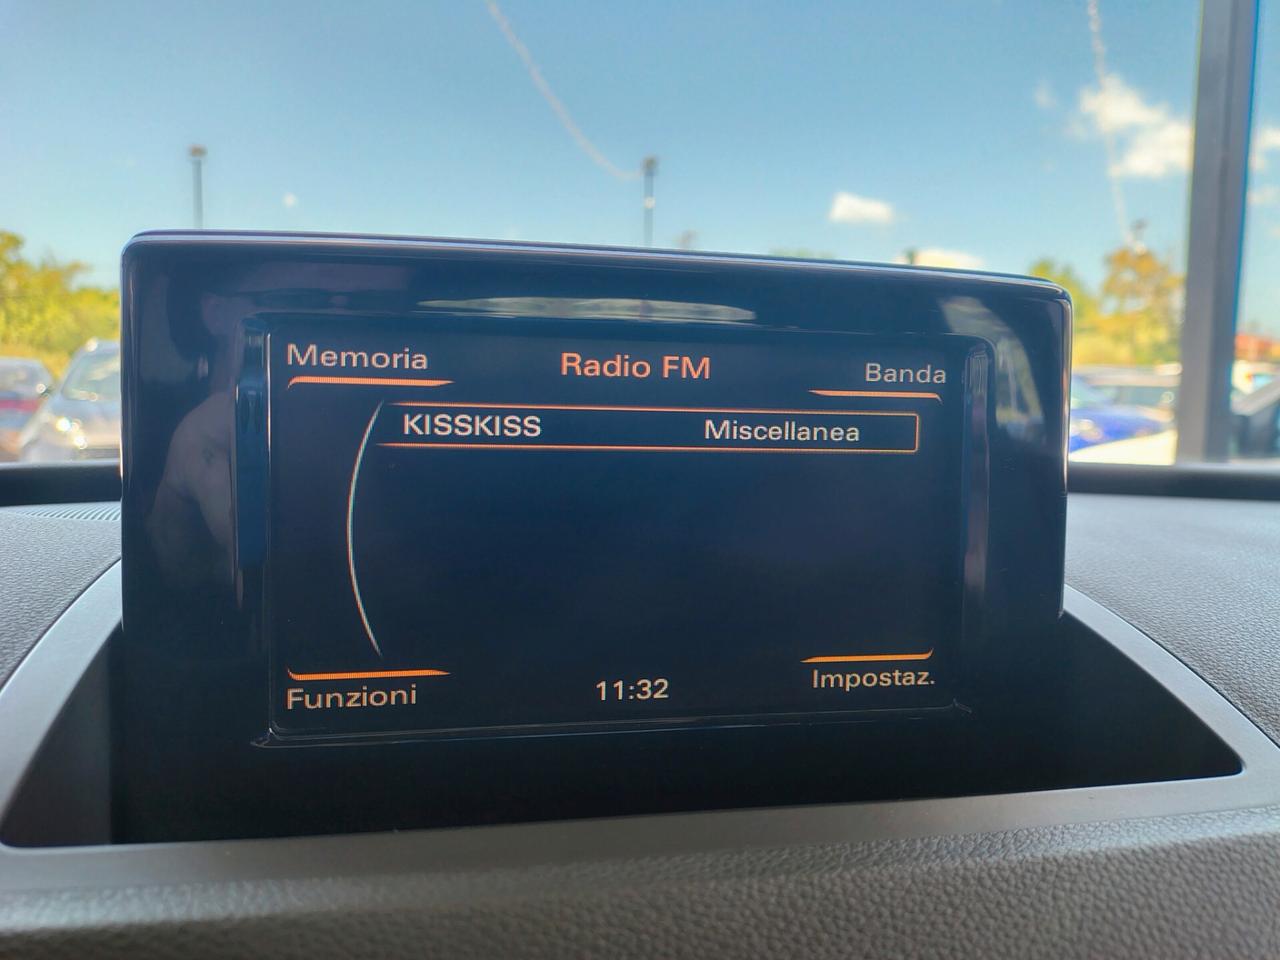 Memoria Radio FM Banda
KISSKISS Miscellanea
Funzioni 11:32 Impostaz.